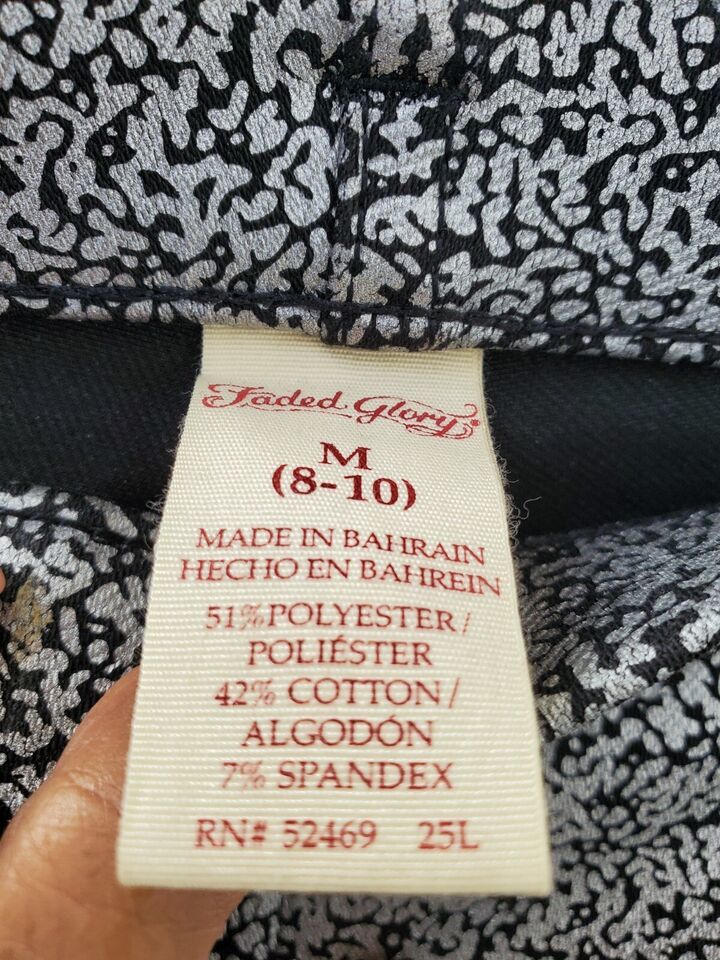 Faded Glory®
M
(8-10)
MADE IN BAHRAIN
HECHO EN BAHREIN
51% POLYESTER /
POLIÉSTER
42% COTTON /
ALGODÓN
7% SPANDEX
RN# 52469 25L